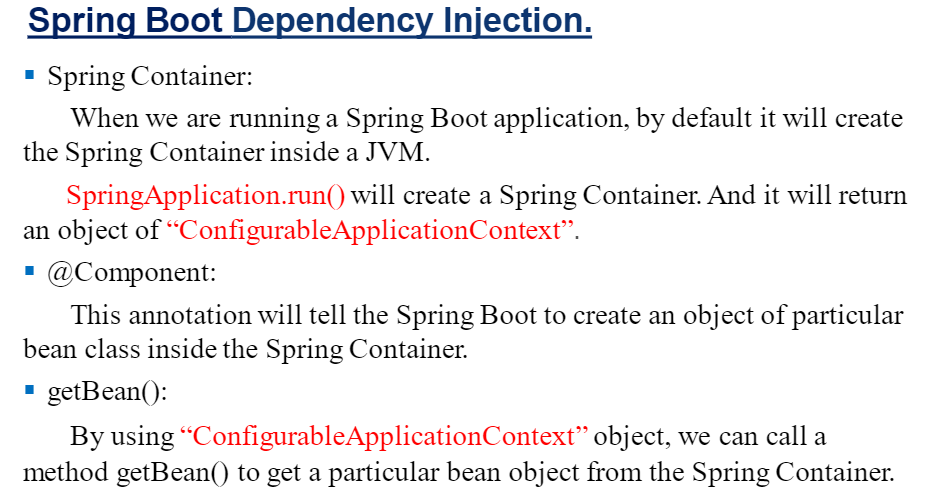 Spring Boot Dependency Injection.
▪ Spring Container:
When we are running a Spring Boot application, by default it will create
the Spring Container inside a JVM.
SpringApplication.run() will create a Spring Container. And it will return
an object of “ConfigurableApplicationContext”.
▪ @Component:
This annotation will tell the Spring Boot to create an object of particular
bean class inside the Spring Container.
▪ getBean():
By using “ConfigurableApplicationContext” object, we can call a
method getBean() to get a particular bean object from the Spring Container.